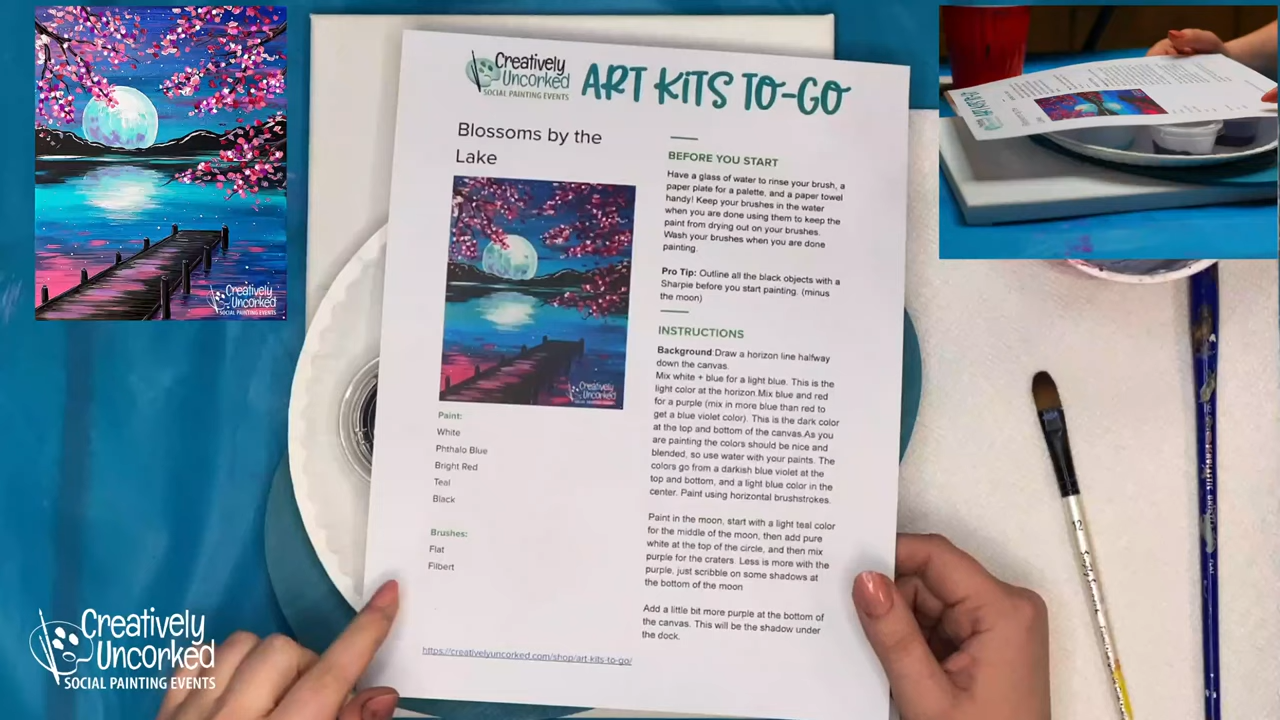 Creatively
Uncorked
SOCIAL PAINTING EVENTS
Creatively
Uncorked
SOCIAL PAINTING EVENTS
ART KITS TO-GO
Blossoms by the
Lake
Creatively
Uncorked
SOCIAL PAINTING EVENTS
Paint:
White
Phthalo Blue
Bright Red
Teal
Black
Brushes:
Flat
Filbert
https://creativelyuncorked.com/shop/art-kits-to-go/
BEFORE YOU START
Have a glass of water to rinse your brush, a
paper plate for a palette, and a paper towel
handy! Keep your brushes in the water
when you are done using them to keep the
paint from drying out on your brushes.
Wash your brushes when you are done
painting.
Pro Tip: Outline all the black objects with a
Sharpie before you start painting. (minus
the moon)
INSTRUCTIONS
Background:Draw a horizon line halfway
down the canvas.
Mix white + blue for a light blue. This is the
light color at the horizon.Mix blue and red
for a purple (mix in more blue than red to
get a blue violet color). This is the dark color
at the top and bottom of the canvas.As you
are painting the colors should be nice and
blended, so use water with your paints. The
colors go from a darkish blue violet at the
top and bottom, and a light blue color in the
center. Paint using horizontal brushstrokes.
Paint in the moon, start with a light teal color
for the middle of the moon, then add pure
white at the top of the circle, and then mix
purple for the craters. Less is more with the
purple, just scribble on some shadows at
the bottom of the moon
Add a little bit more purple at the bottom of
the canvas. This will be the shadow under
the dock.
12
Creatively
Uncorked
SOCIAL PAINTING EVENTS